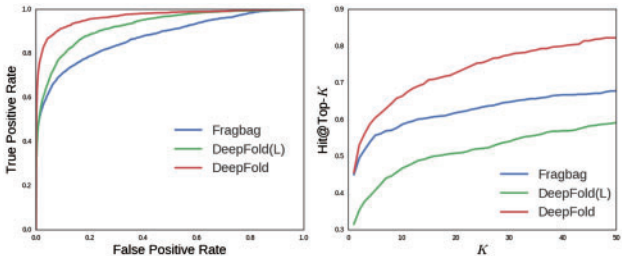 1.0
0.8
0.6
0.4
0.2
0.0
0.0 0.2 0.4 0.6 0.8 1.0
True Positive Rate
False Positive Rate
Fragbag
DeepFold(L)
DeepFold
0.9
0.8
0.7
0.6
0.5
0.4
0.3
0 10 20 30 40 50
Hit@Top-K
K
Fragbag
DeepFold(L)
DeepFold